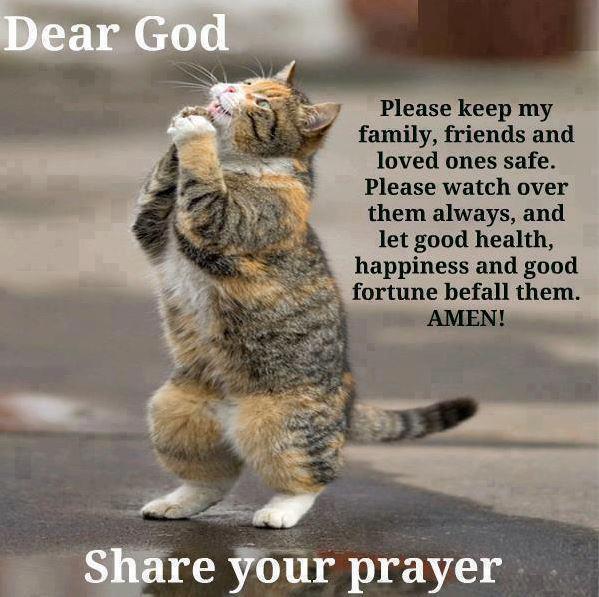 Dear God
Please keep my
family, friends and
loved ones safe.
Please watch over
them always, and
let good health,
happiness and good
fortune befall them.
AMEN!
Share your prayer